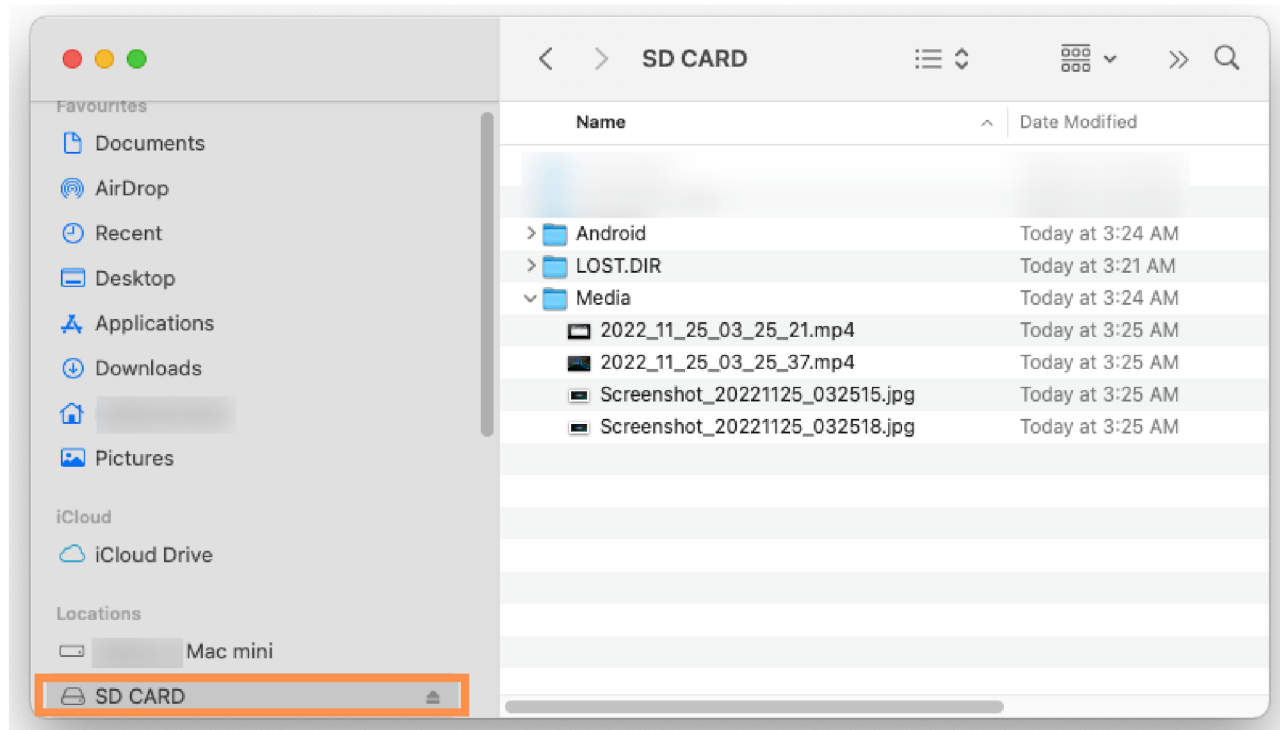 SD CARD
Favourites
Documents
AirDrop
Recent
Desktop
Applications
Downloads
Pictures
iCloud
iCloud Drive
Locations
Mac mini
SD CARD
Name Date Modified
Android Today at 3:24 AM
LOST.DIR Today at 3:21 AM
Media Today at 3:24 AM
2022_11_25_03_25_21.mp4 Today at 3:25 AM
2022_11_25_03_25_37.mp4 Today at 3:25 AM
Screenshot_20221125_032515.jpg Today at 3:25 AM
Screenshot_20221125_032518.jpg Today at 3:25 AM